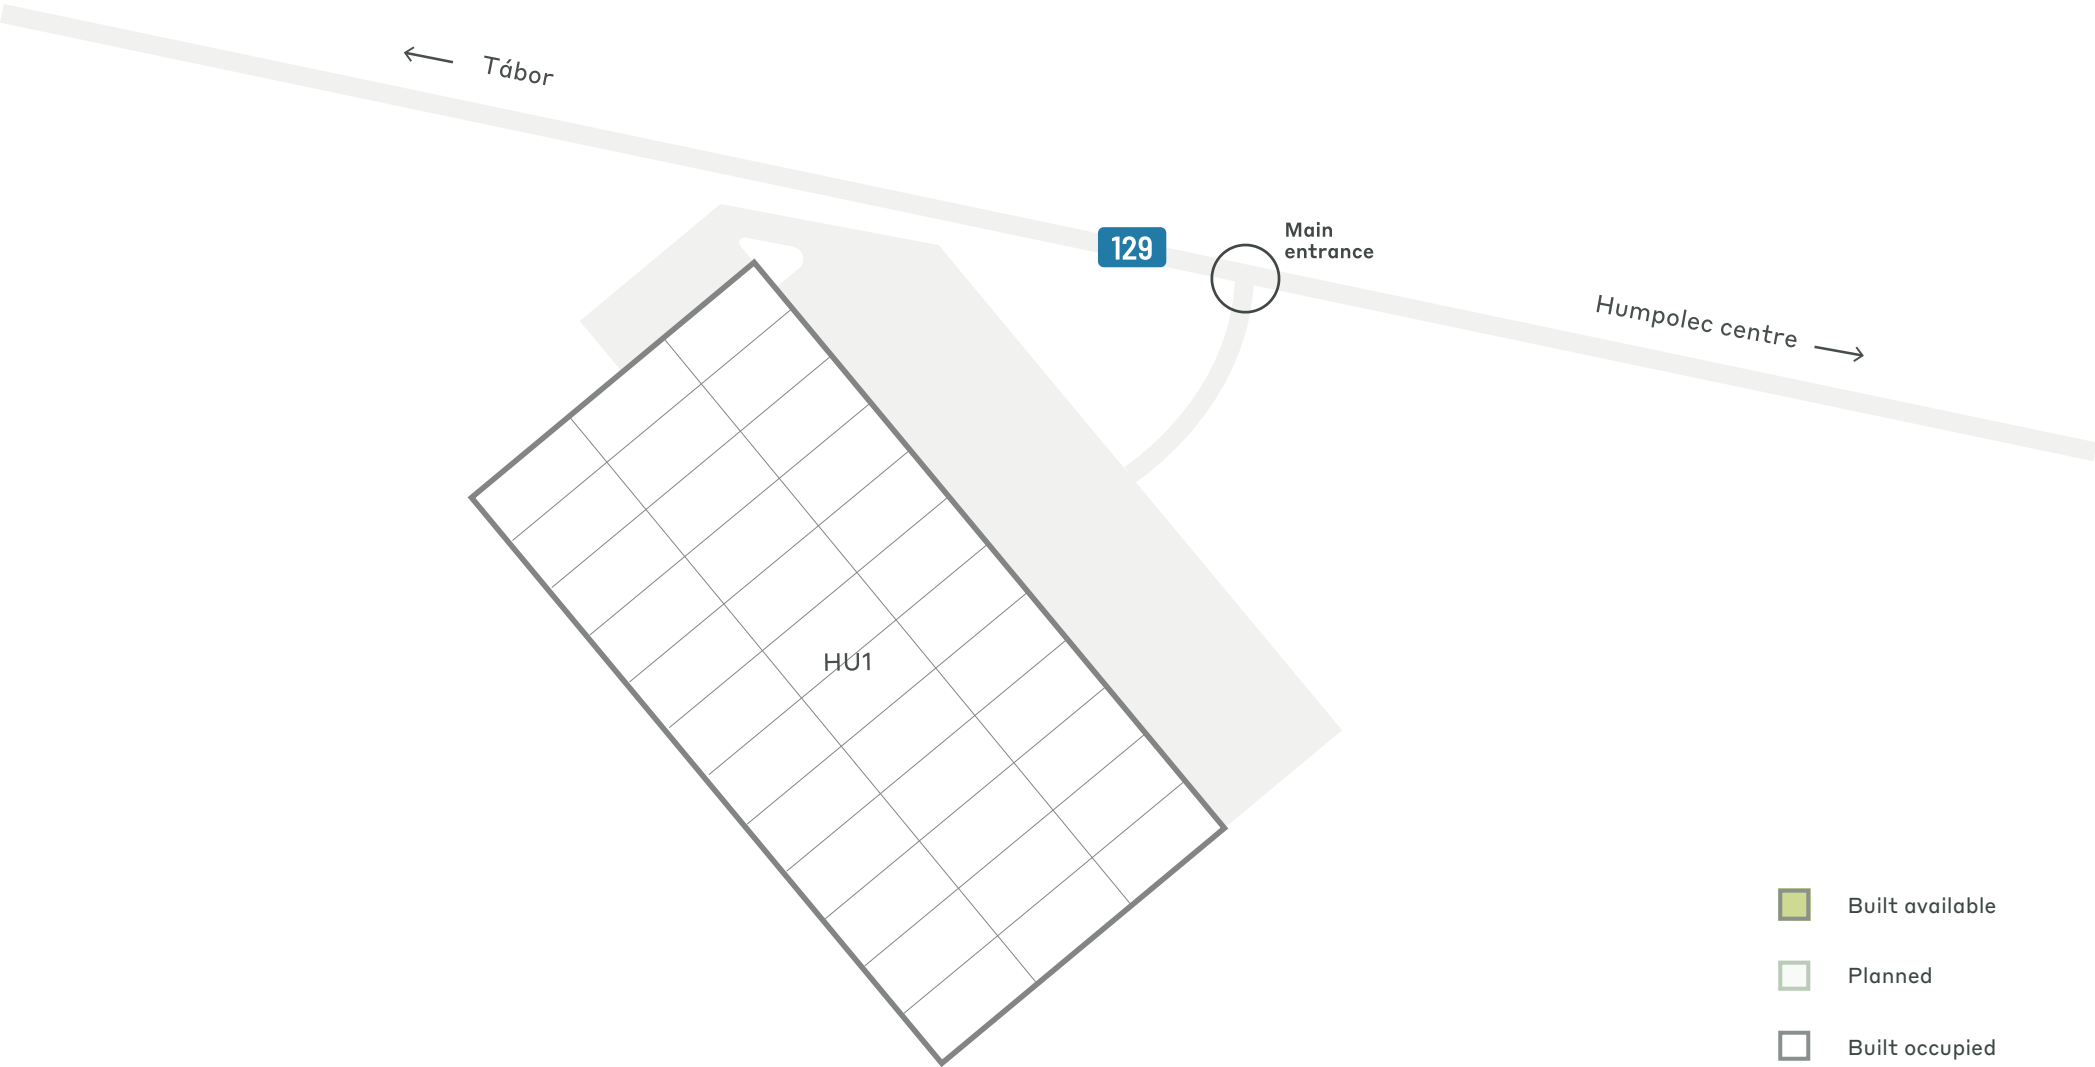 Tábor
129
Main
entrance
Humpolec centre
HU1
Built available
Planned
Built occupied